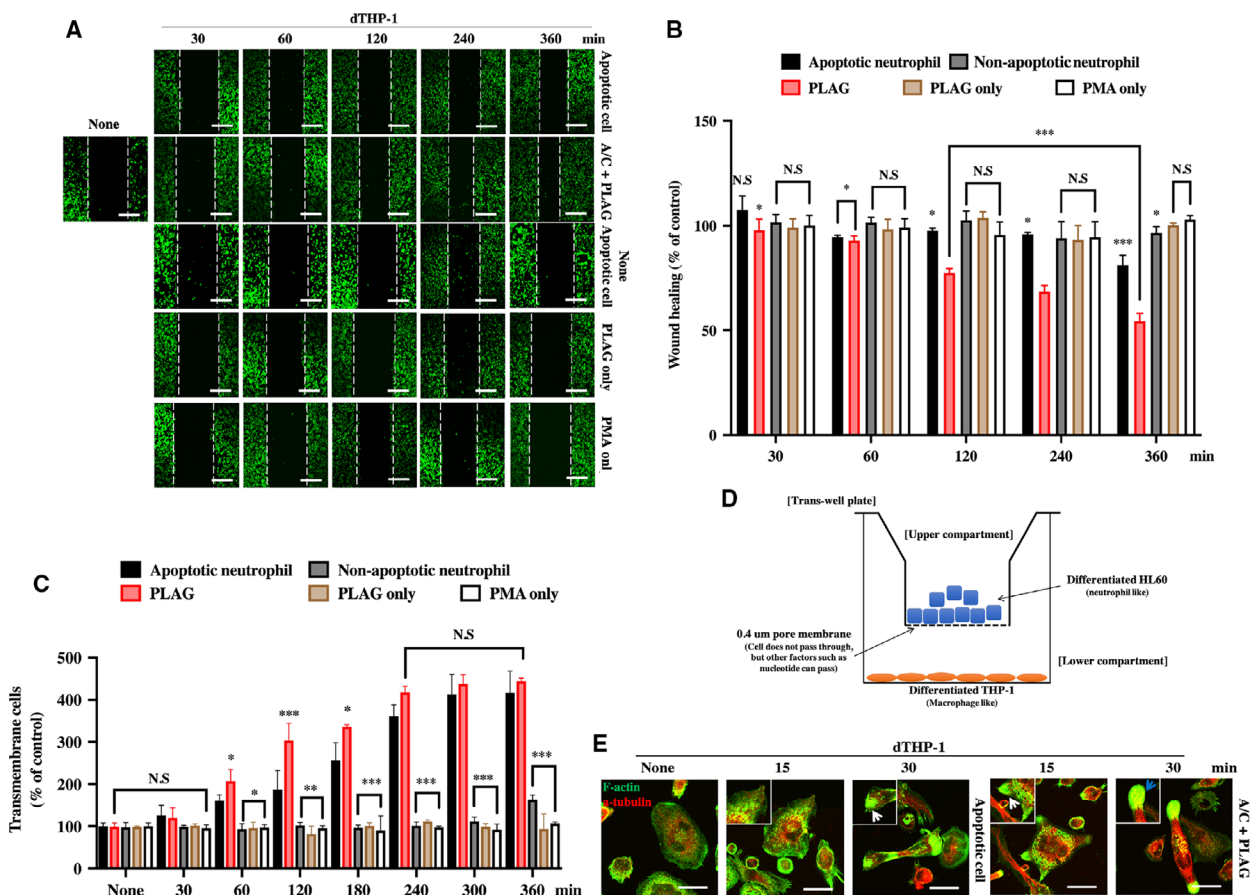 A
dTHP-1
30 60 120 240 360 min
None
Apoptotic cell
A/C + PLAG
None
Apoptotic cell
PLAG only
PMA onl
B
Apoptotic neutrophil Non-apoptotic neutrophil
PLAG PLAG only PMA only
Wound healing (% of control)
150
100
50
0
***
N.S N.S N.S N.S N.S N.S
* * * * * ***
30 60 120 240 360 min
C
Apoptotic neutrophil Non-apoptotic neutrophil
PLAG PLAG only PMA only
Transmembrane cells
(% of control)
500
400
300
200
100
0
N.S
*** *
* ***
N.S
* ** *** *** ***
None 30 60 120 180 240 300 360 min
D
[Trans-well plate]
[Upper compartment]
Differentiated HL60
(neutrophil like)
0.4 um pore membrane
(Cell does not pass through,
but other factors such as
nucleotide can pass)
[Lower compartment]
Differentiated THP-1
(Macrophage like)
E
dTHP-1
None 15 30 15 30 min
F-actin
α-tubulin
Apoptotic cell
A/C + PLAG